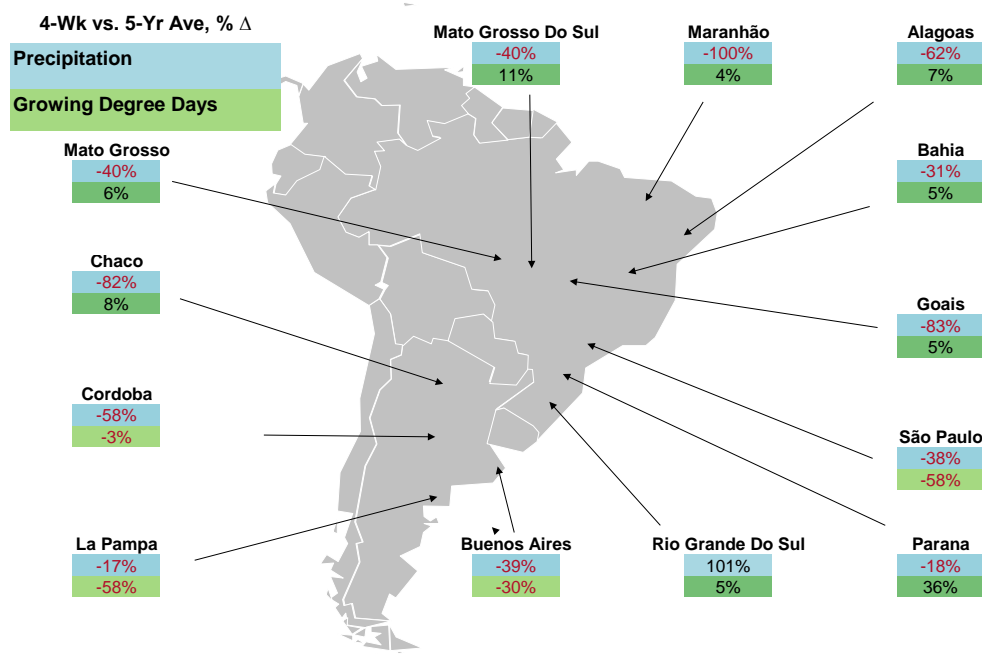 4-Wk vs. 5-Yr Ave, % Δ
Precipitation
Growing Degree Days
Mato Grosso Do Sul
-40%
11%
Maranhão
-100%
4%
Alagoas
-62%
7%
Mato Grosso
-40%
6%
Bahia
-31%
5%
Chaco
-82%
8%
Goais
-83%
5%
Cordoba
-58%
-3%
São Paulo
-38%
-58%
La Pampa
-17%
-58%
Buenos Aires
-39%
-30%
Rio Grande Do Sul
101%
5%
Parana
-18%
36%